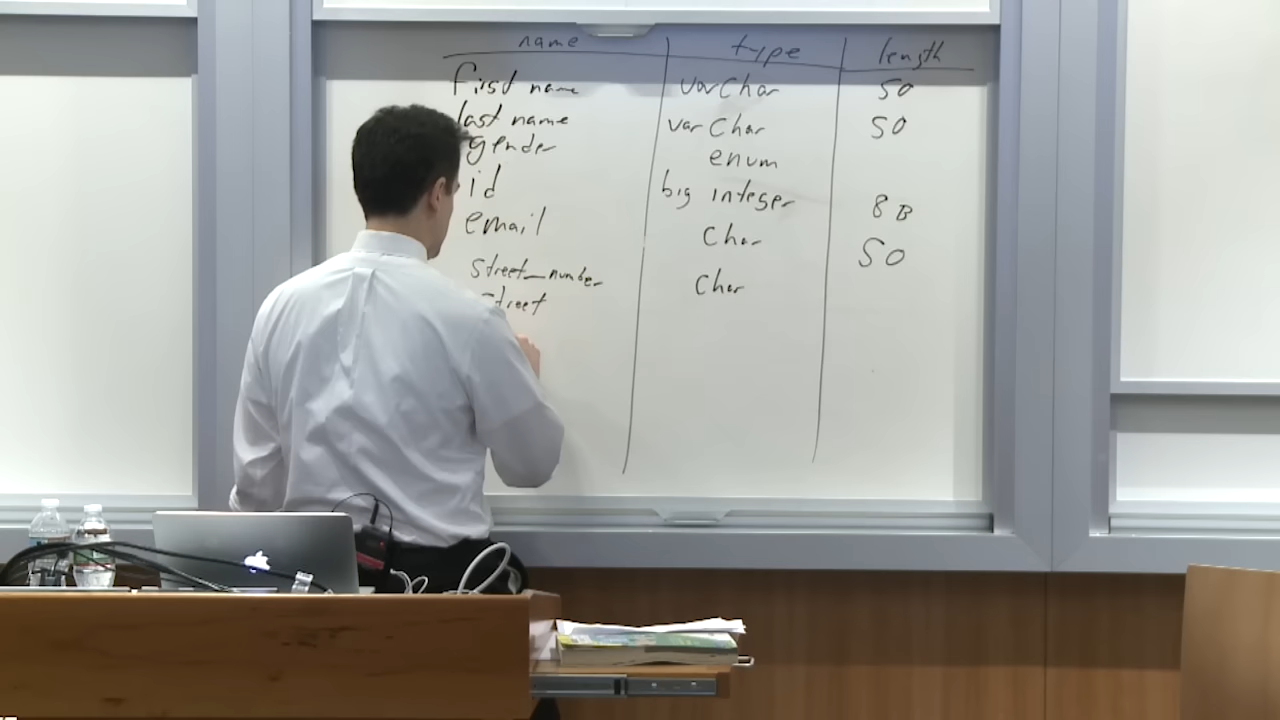 name type length
first name varchar 50
last name varchar 50
gender enum
id big integer 8 B
email char 50
street_number char
street